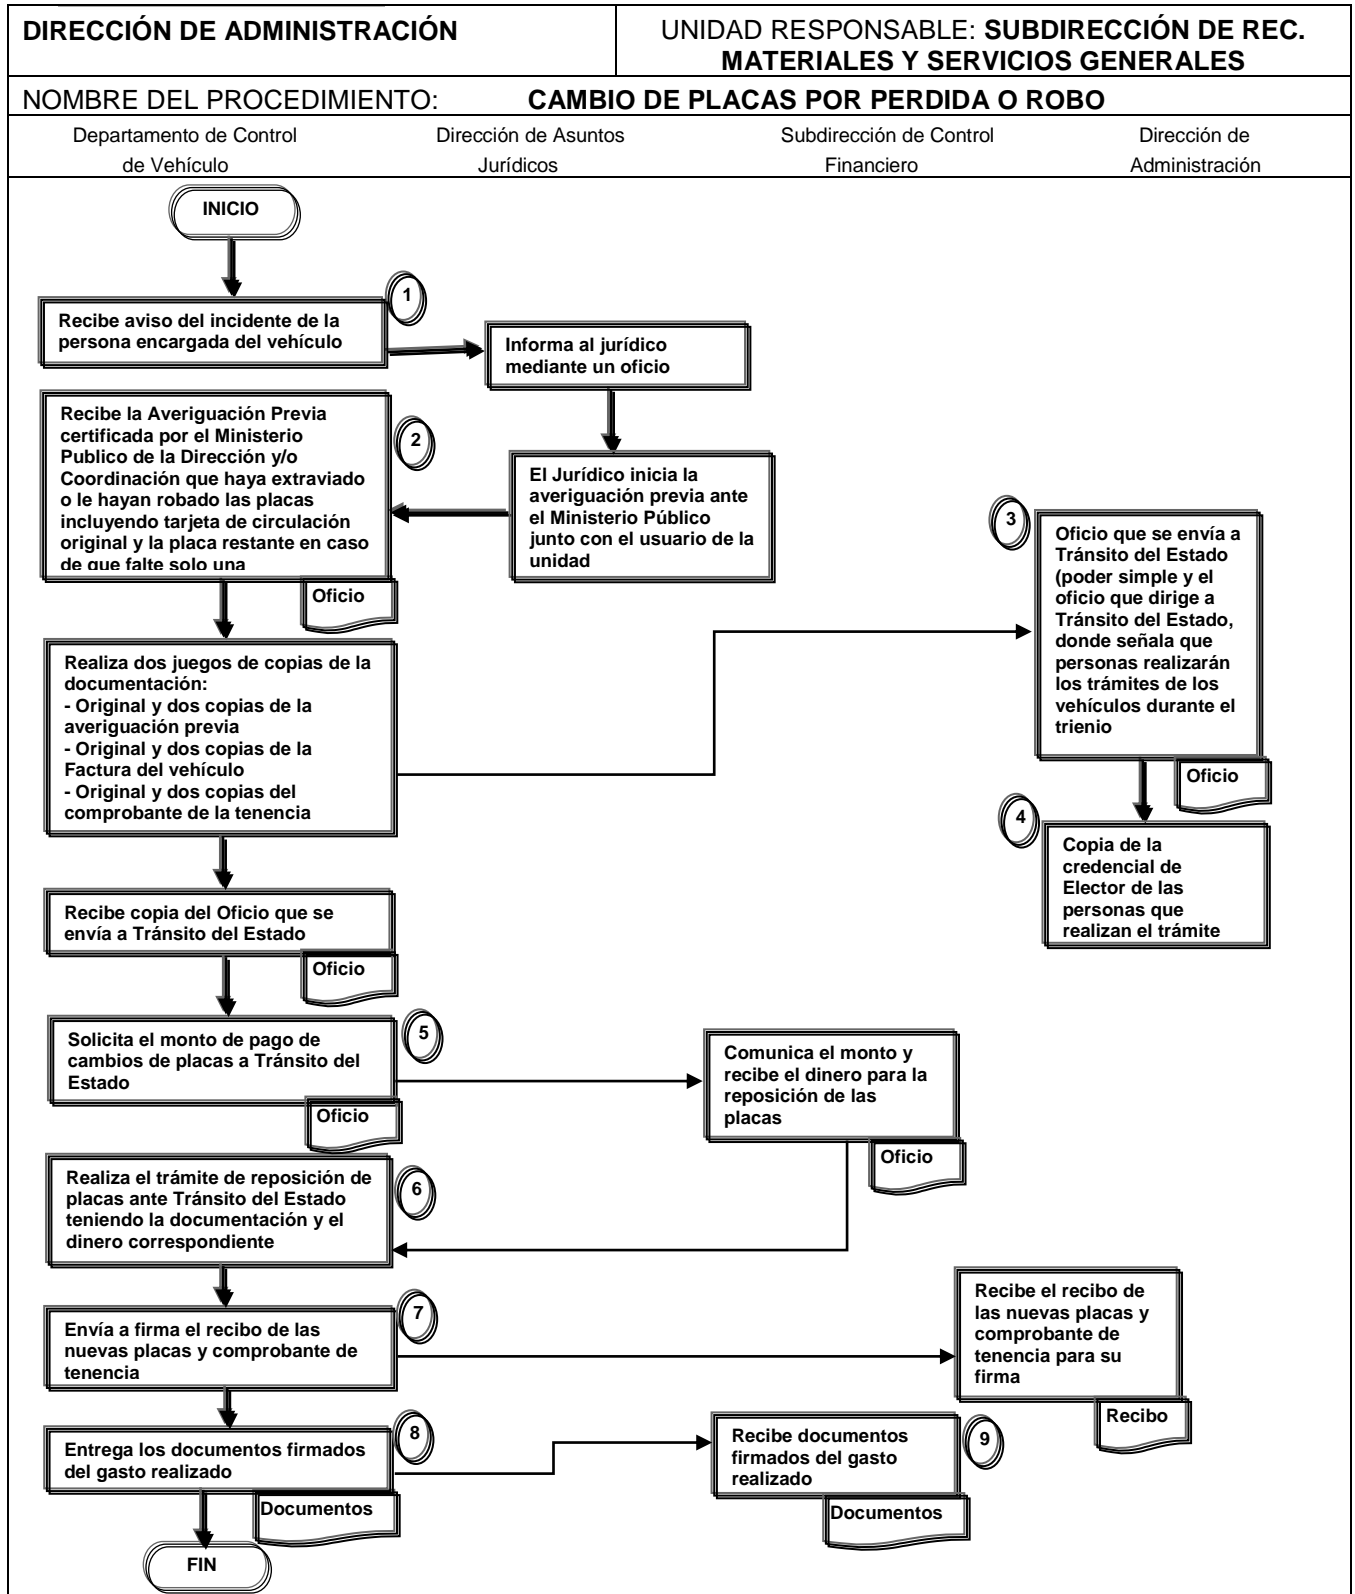 DIRECCIÓN DE ADMINISTRACIÓN
UNIDAD RESPONSABLE: SUBDIRECCIÓN DE REC.
MATERIALES Y SERVICIOS GENERALES
NOMBRE DEL PROCEDIMIENTO: CAMBIO DE PLACAS POR PERDIDA O ROBO
Departamento de Control
de Vehículo
Dirección de Asuntos
Jurídicos
Subdirección de Control
Financiero
Dirección de
Administración
INICIO
1
Recibe aviso del incidente de la
persona encargada del vehículo
Informa al jurídico
mediante un oficio
Recibe la Averiguación Previa
certificada por el Ministerio
Publico de la Dirección y/o
Coordinación que haya extraviado
o le hayan robado las placas
incluyendo tarjeta de circulación
original y la placa restante en caso
de que falte solo una
2
Oficio
El Jurídico inicia la
averiguación previa ante
el Ministerio Público
junto con el usuario de la
unidad
3
Oficio que se envía a
Tránsito del Estado
(poder simple y el
oficio que dirige a
Tránsito del Estado,
donde señala que
personas realizarán
los trámites de los
vehículos durante el
trienio
Oficio
Realiza dos juegos de copias de la
documentación:
- Original y dos copias de la
averiguación previa
- Original y dos copias de la
Factura del vehículo
- Original y dos copias del
comprobante de la tenencia
4
Copia de la
credencial de
Elector de las
personas que
realizan el trámite
Recibe copia del Oficio que se
envía a Tránsito del Estado
Oficio
Solicita el monto de pago de
cambios de placas a Tránsito del
Estado
5
Oficio
Comunica el monto y
recibe el dinero para la
reposición de las
placas
Oficio
Realiza el trámite de reposición de
placas ante Tránsito del Estado
teniendo la documentación y el
dinero correspondiente
6
Envía a firma el recibo de las
nuevas placas y comprobante de
tenencia
7
Recibe el recibo de
las nuevas placas y
comprobante de
tenencia para su
firma
Recibo
Entrega los documentos firmados
del gasto realizado
8
Documentos
Recibe documentos
firmados del gasto
realizado
9
Documentos
FIN